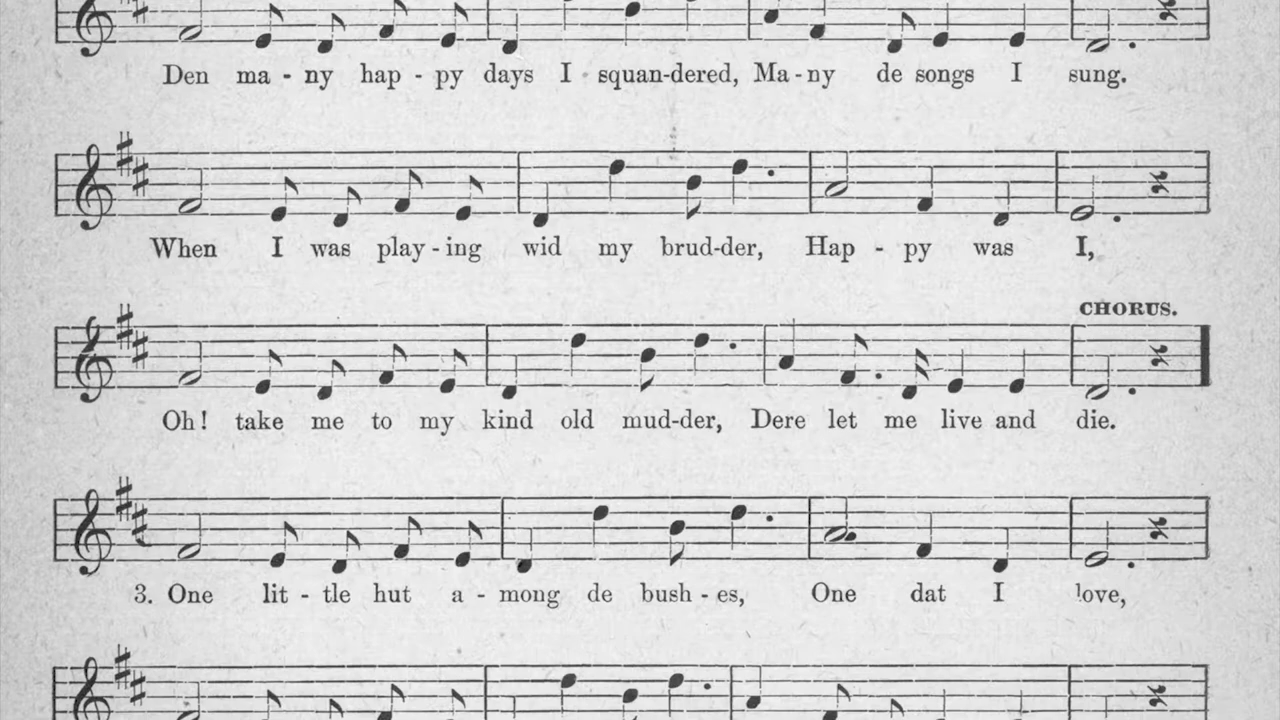 Den ma - ny hap - py days I squan-dered, Ma - ny de songs I sung.
When I was play - ing wid my brud-der, Hap - py was I,
CHORUS.
Oh! take me to my kind old mud-der, Dere let me live and die.
3. One lit - tle hut a - mong de bush - es, One dat I love,